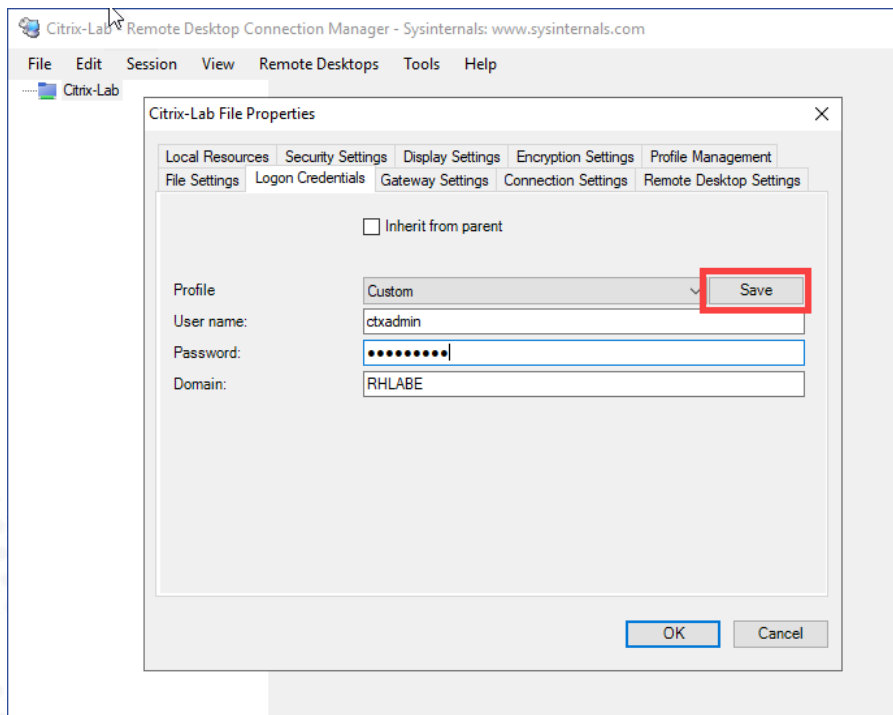 Citrix-Lab - Remote Desktop Connection Manager - Sysinternals: www.sysinternals.com
File Edit Session View Remote Desktops Tools Help
Citrix-Lab
Citrix-Lab File Properties
Local Resources Security Settings Display Settings Encryption Settings Profile Management
File Settings Logon Credentials Gateway Settings Connection Settings Remote Desktop Settings
Inherit from parent
Profile Custom Save
User name: ctxadmin
Password: •••••••••
Domain: RHLABE
OK Cancel